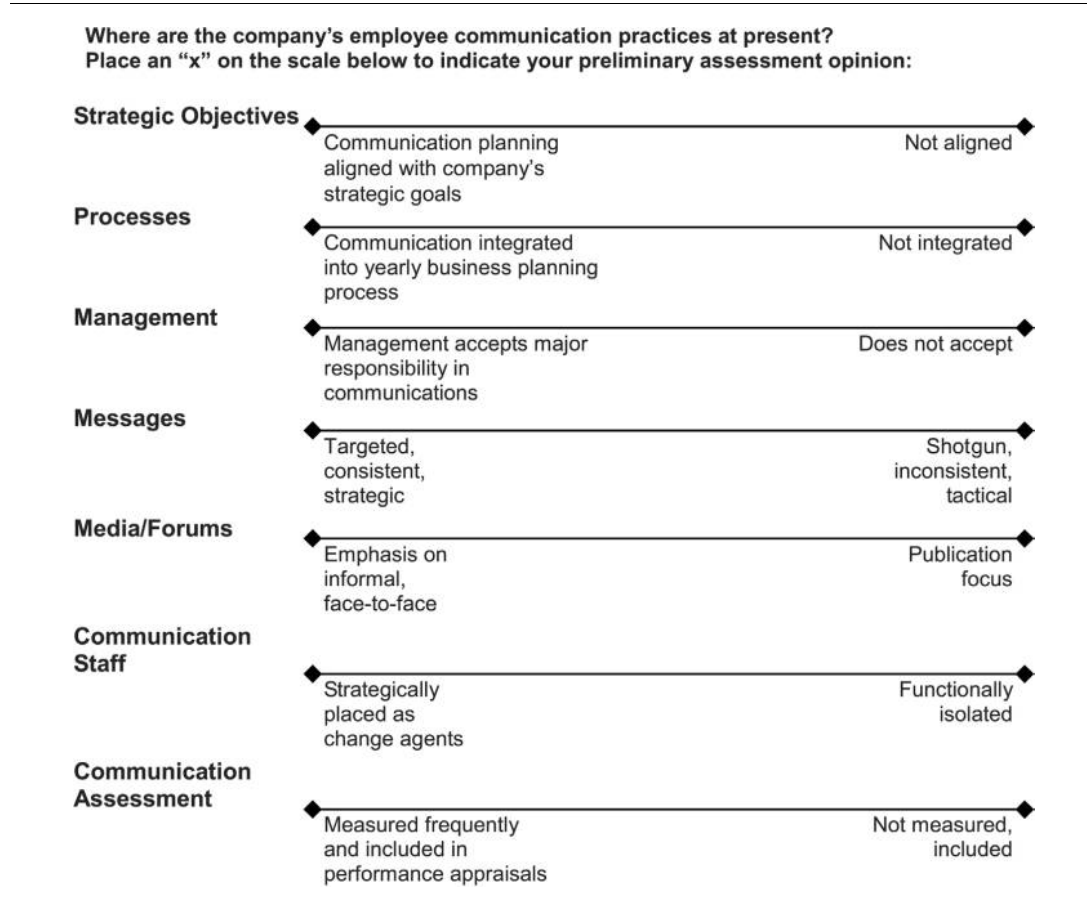 Where are the company's employee communication practices at present?
Place an “x” on the scale below to indicate your preliminary assessment opinion:
Strategic Objectives
Communication planning
aligned with company's
strategic goals
Not aligned
Processes
Communication integrated
into yearly business planning
process
Not integrated
Management
Management accepts major
responsibility in
communications
Does not accept
Messages
Targeted,
consistent,
strategic
Shotgun,
inconsistent,
tactical
Media/Forums
Emphasis on
informal,
face-to-face
Publication
focus
Communication
Staff
Strategically
placed as
change agents
Functionally
isolated
Communication
Assessment
Measured frequently
and included in
performance appraisals
Not measured,
included